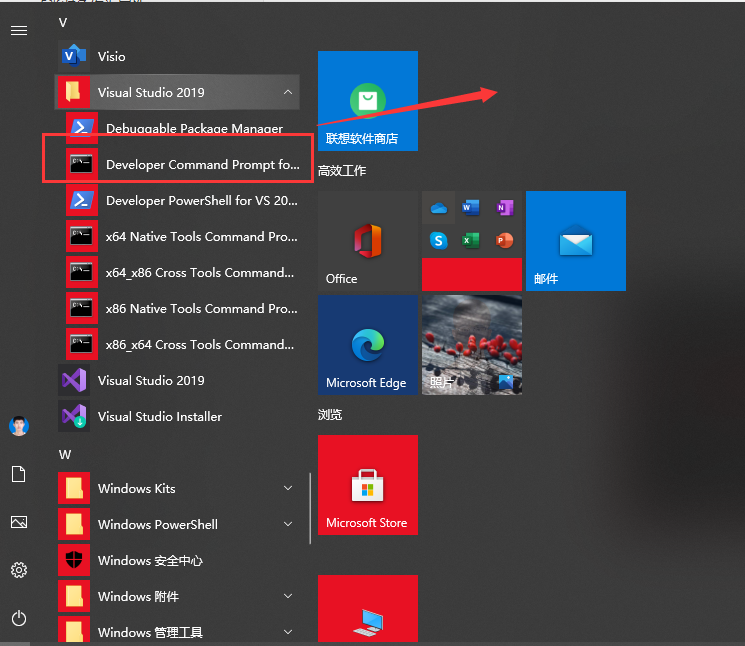 V
Visio
Visual Studio 2019
Debuggable Package Manager
Developer Command Prompt fo...
Developer PowerShell for VS 20...
x64 Native Tools Command Pro...
x64_x86 Cross Tools Command...
x86 Native Tools Command Pro...
x86_x64 Cross Tools Command...
Visual Studio 2019
Visual Studio Installer
W
Windows Kits
Windows PowerShell
Windows 安全中心
Windows 附件
Windows 管理工具
联想软件商店
高效工作
Office
邮件
Microsoft Edge
照片
浏览
Microsoft Store